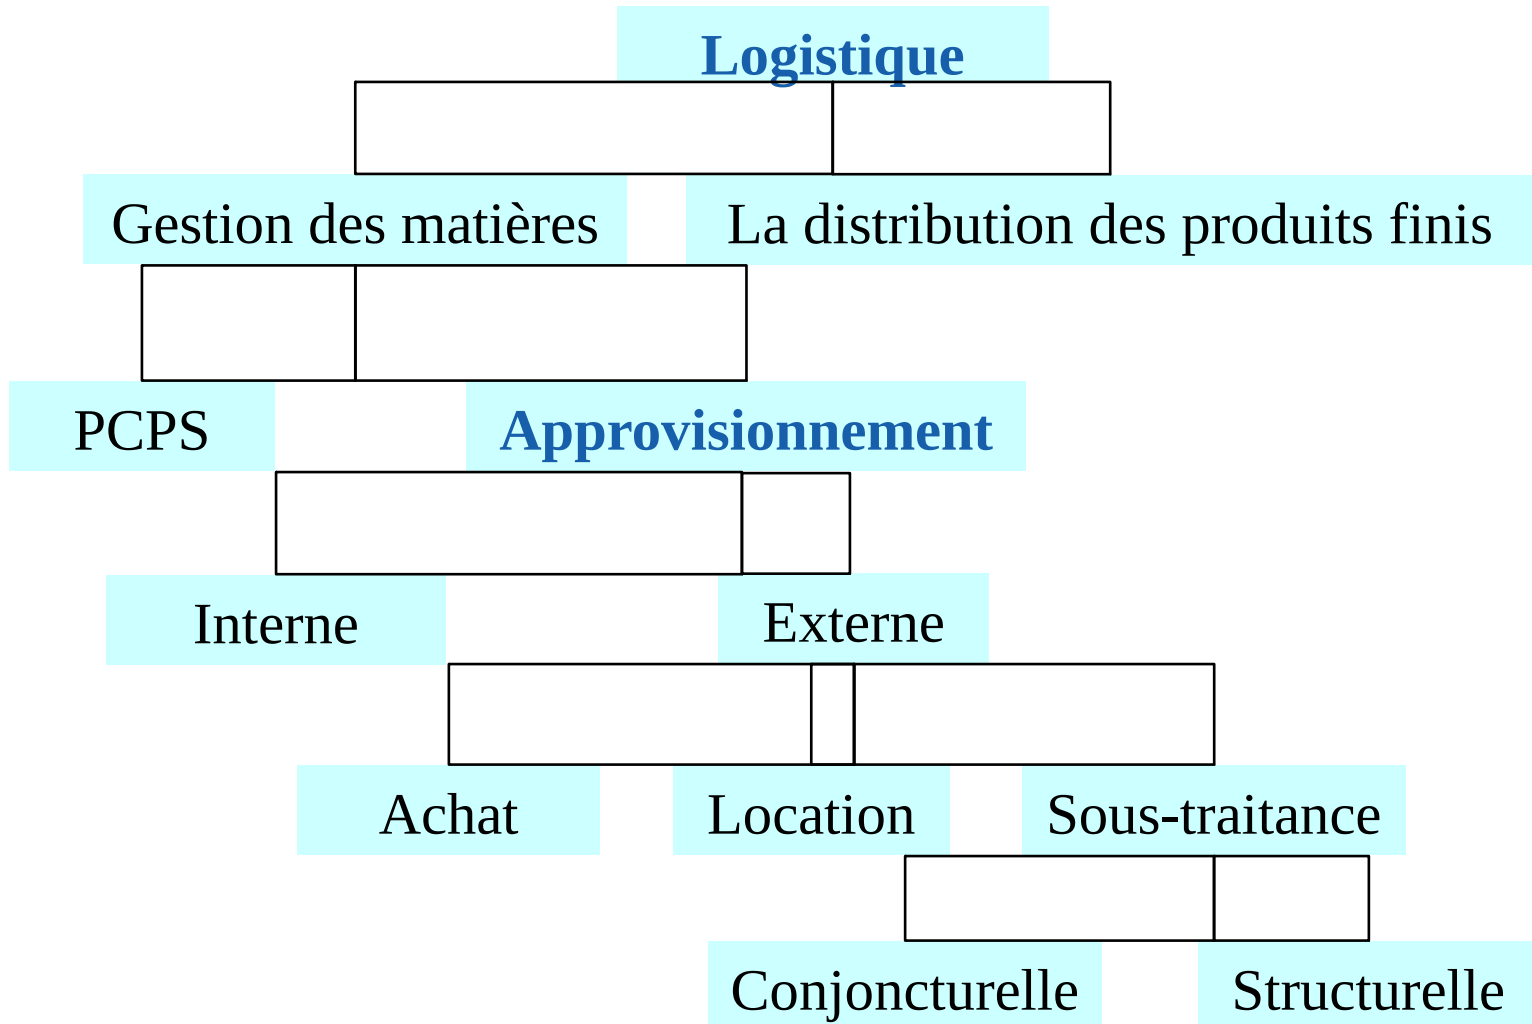 Logistique
Gestion des matières
La distribution des produits finis
PCPS
Approvisionnement
Interne
Externe
Achat
Location
Sous-traitance
Conjoncturelle
Structurelle